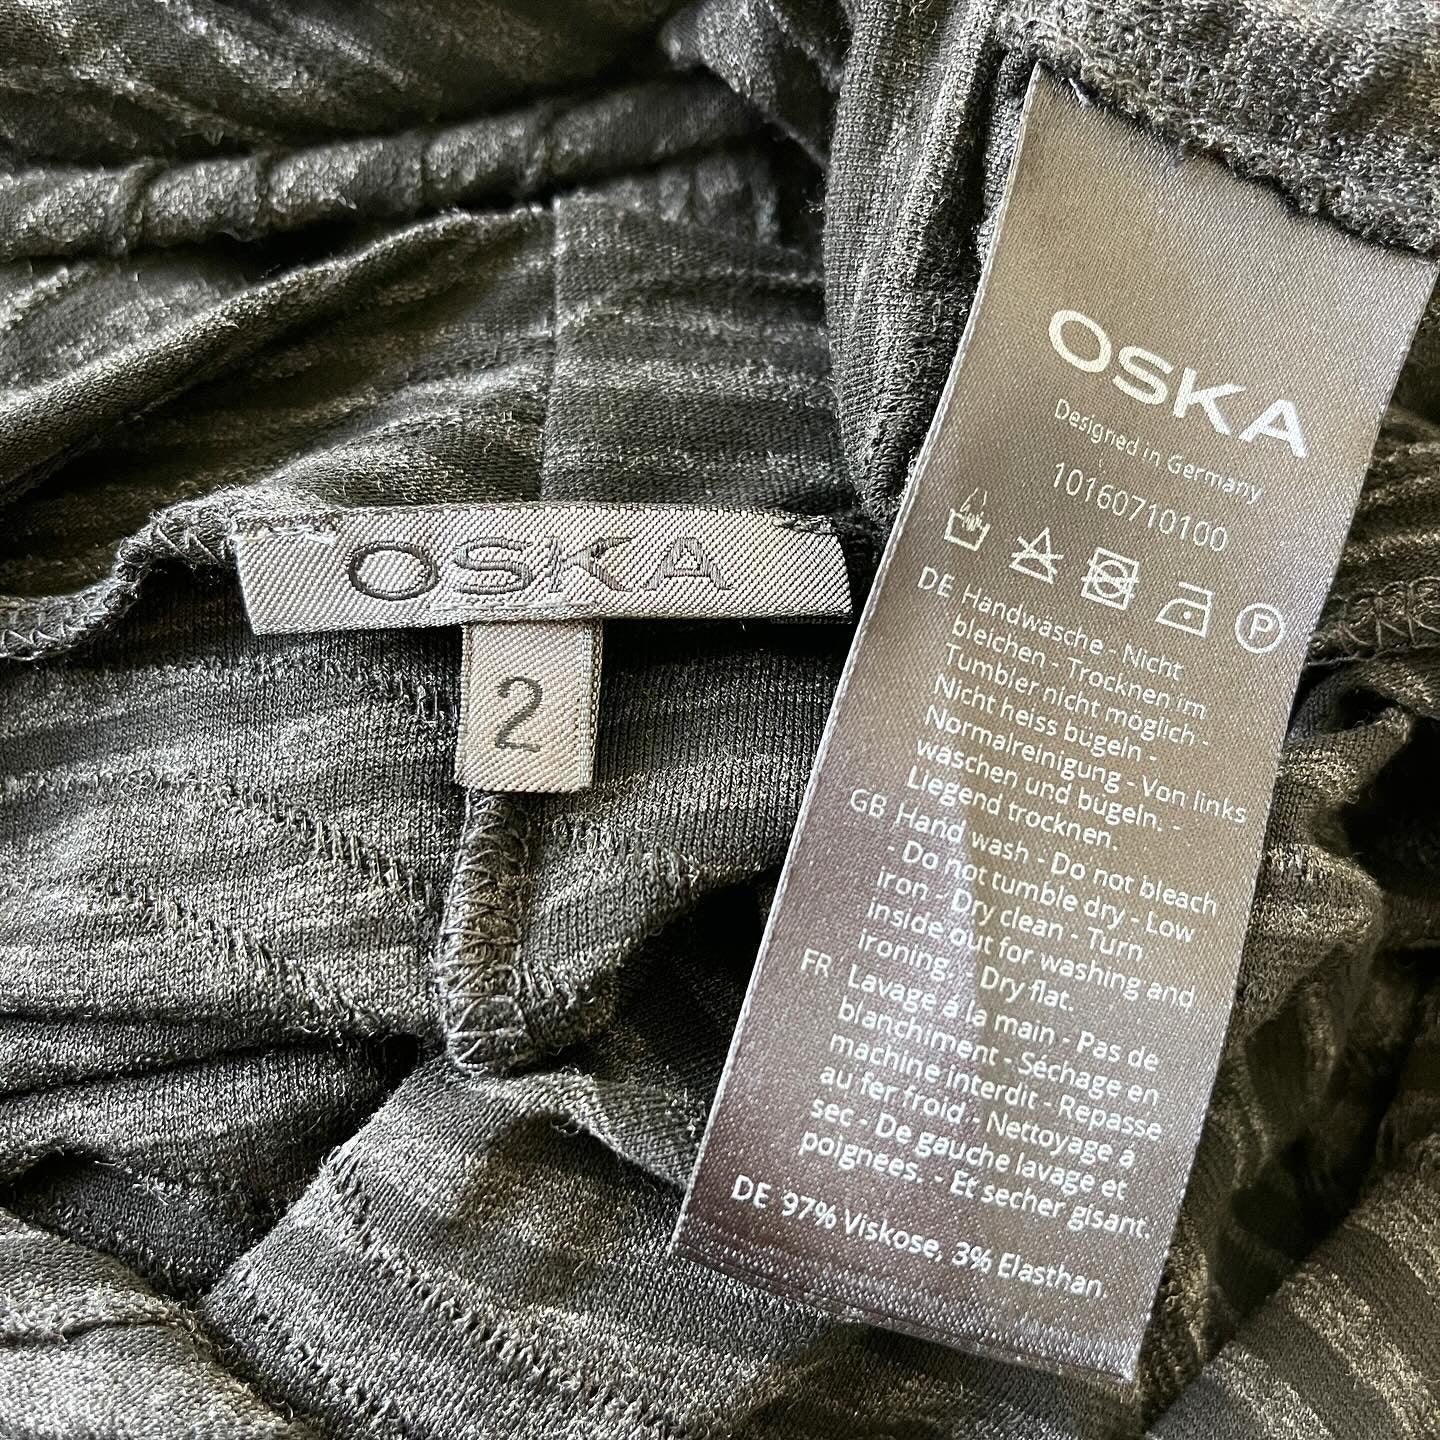 OSKA
2
OSKA
Designed in Germany
10160710100
P
DE Handwäsche - Nicht
bleichen - Trocknen im
Tumbler nicht möglich -
Nicht heiss bügeln -
Normalreinigung - Von links
waschen und bügeln. -
Liegend trocknen.
GB Hand wash - Do not bleach
- Do not tumble dry - Low
iron - Dry clean - Turn
inside out for washing and
ironing. - Dry flat.
FR Lavage á la main - Pas de
blanchiment - Séchage en
machine interdit - Repasse
au fer froid - Nettoyage á
sec - De gauche lavage et
poignées. - Et secher gisant.
DE 97% Viskose, 3% Elasthan